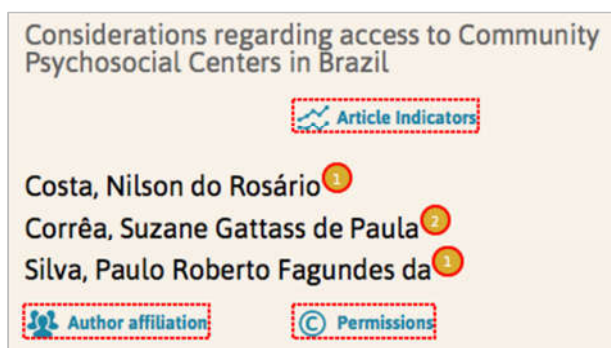 Considerations regarding access to Community
Psychosocial Centers in Brazil
Article Indicators
Costa, Nilson do Rosário 1
Corrêa, Suzane Gattass de Paula 2
Silva, Paulo Roberto Fagundes da 1
Author affiliation
© Permissions